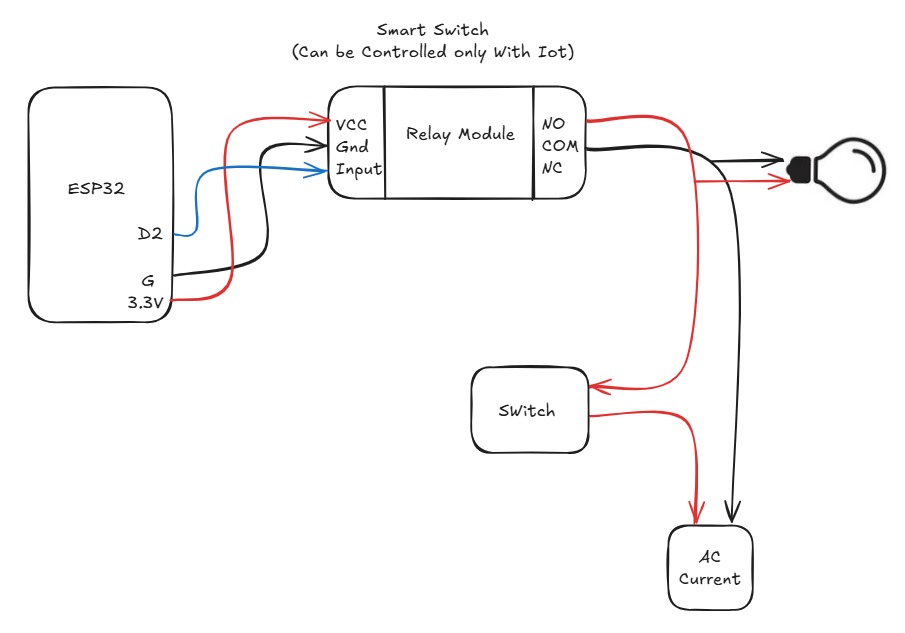 Smart Switch
(Can be Controlled only With Iot)
ESP32
D2
G
3.3V
VCC
Gnd
Input
Relay Module
NO
COM
NC
SWitch
AC
Current